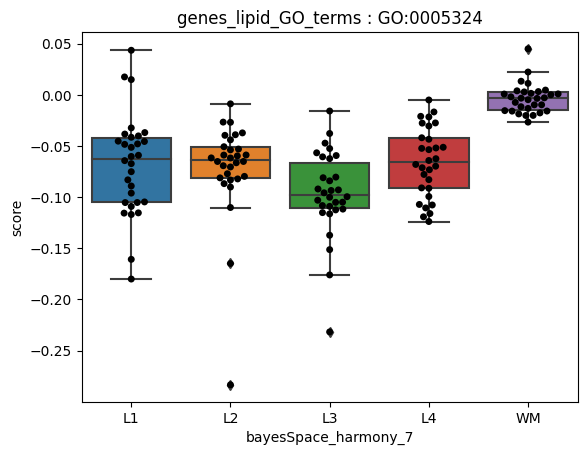 genes_lipid_GO_terms : GO:0005324
0.05
0.00
−0.05
−0.10
−0.15
−0.20
−0.25
score
L1 L2 L3 L4 WM
bayesSpace_harmony_7